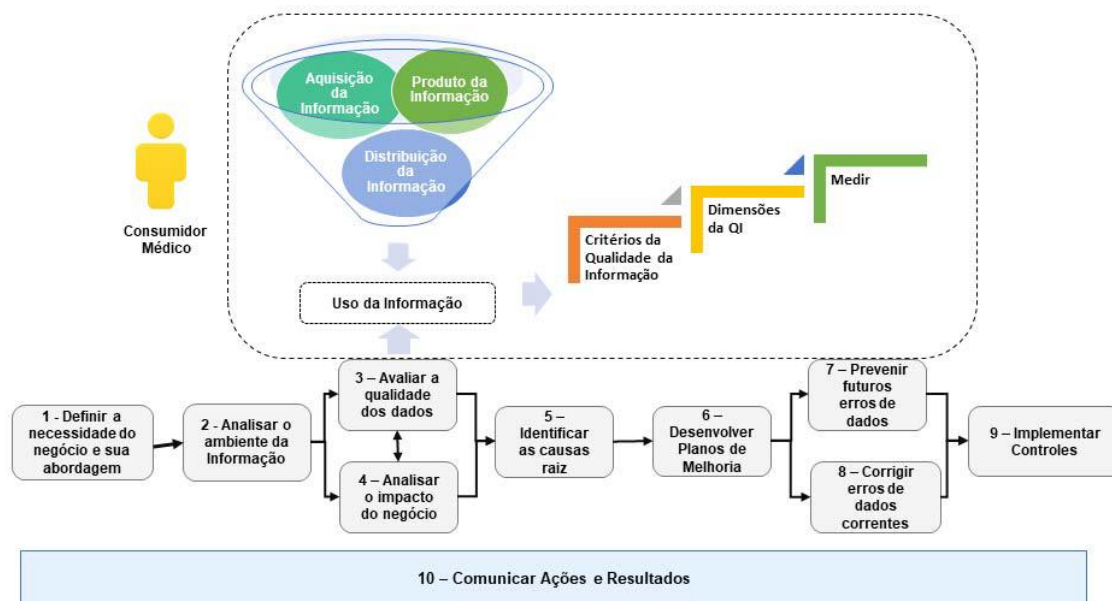 Aquisição
da
Informação
Produto da
Informação
Distribuição
da
Informação
Consumidor
Médico
Uso da Informação
Critérios da
Qualidade da
Informação
Dimensões
da QI
Medir
1 - Definir a
necessidade do
negócio e sua
abordagem
2 - Analisar o
ambiente da
Informação
3 – Avaliar a
qualidade
dos dados
4 – Analisar
o impacto
do negócio
5 –
Identificar
as causas
raiz
6 –
Desenvolver
Planos de
Melhoria
7 – Prevenir
futuros
erros de
dados
8 – Corrigir
erros de
dados
correntes
9 – Implementar
Controles
10 – Comunicar Ações e Resultados